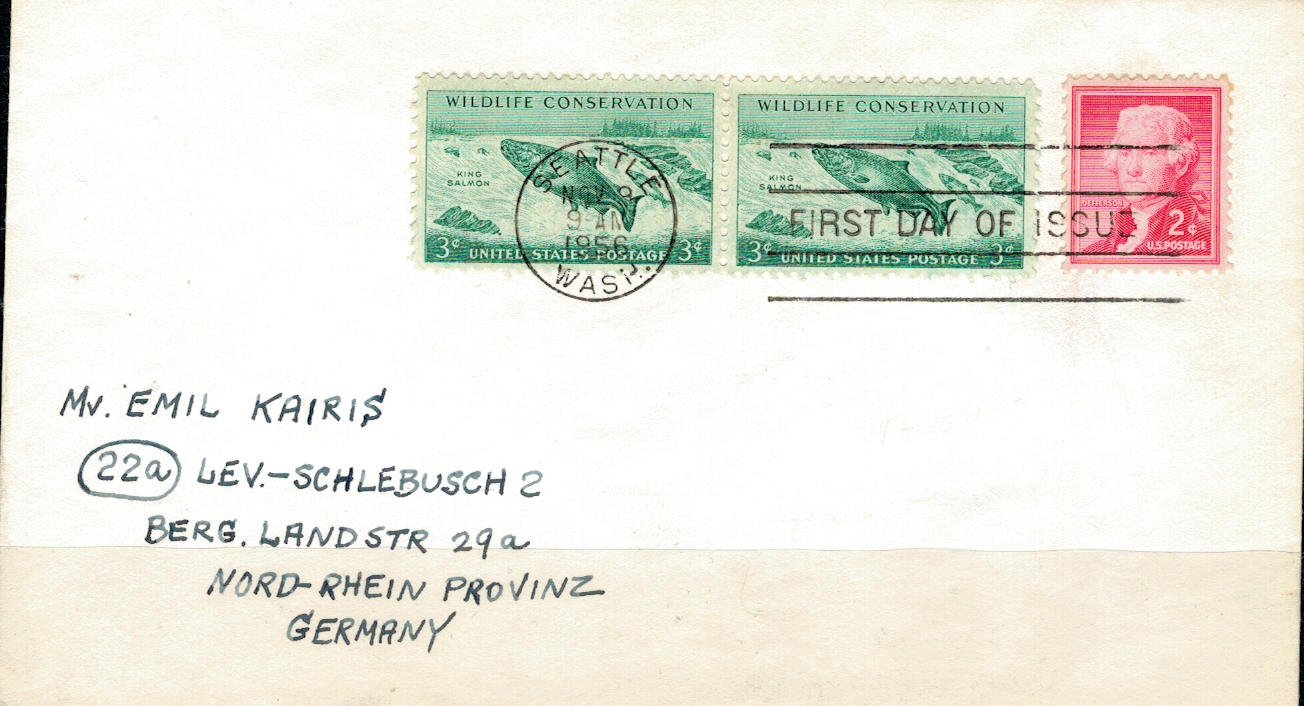 WILDLIFE CONSERVATION
KING
SALMON
3¢ UNITED STATES POSTAGE 3¢
WILDLIFE CONSERVATION
KING
SALMON
3¢ UNITED STATES POSTAGE 3¢
JEFFERSON
2¢
U.S. POSTAGE
SEATTLE
NOV 9
9 AM
1956
WASH.
FIRST DAY OF ISSUE
Mr. EMIL KAIRIS
22a LEV.-SCHLEBUSCH 2
BERG. LANDSTR 29a
NORD-RHEIN PROVINZ
GERMANY